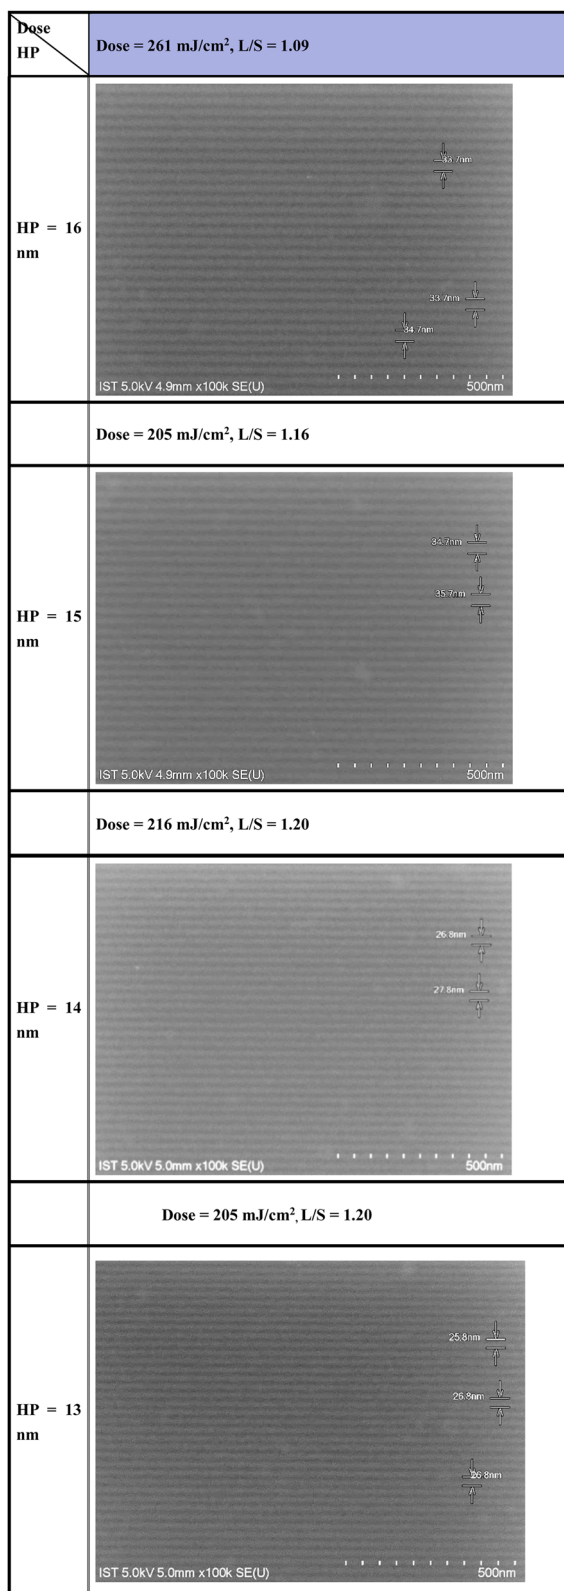 Dose
HP
Dose = 261 mJ/cm², L/S = 1.09
HP = 16
nm
33.7nm
33.7nm
34.7nm
IST 5.0kV 4.9mm x100k SE(U)
500nm
Dose = 205 mJ/cm², L/S = 1.16
HP = 15
nm
34.7nm
35.7nm
IST 5.0kV 4.9mm x100k SE(U)
500nm
Dose = 216 mJ/cm², L/S = 1.20
HP = 14
nm
26.8nm
27.8nm
IST 5.0kV 5.0mm x100k SE(U)
500nm
Dose = 205 mJ/cm², L/S = 1.20
HP = 13
nm
25.8nm
26.8nm
26.8nm
IST 5.0kV 5.0mm x100k SE(U)
500nm